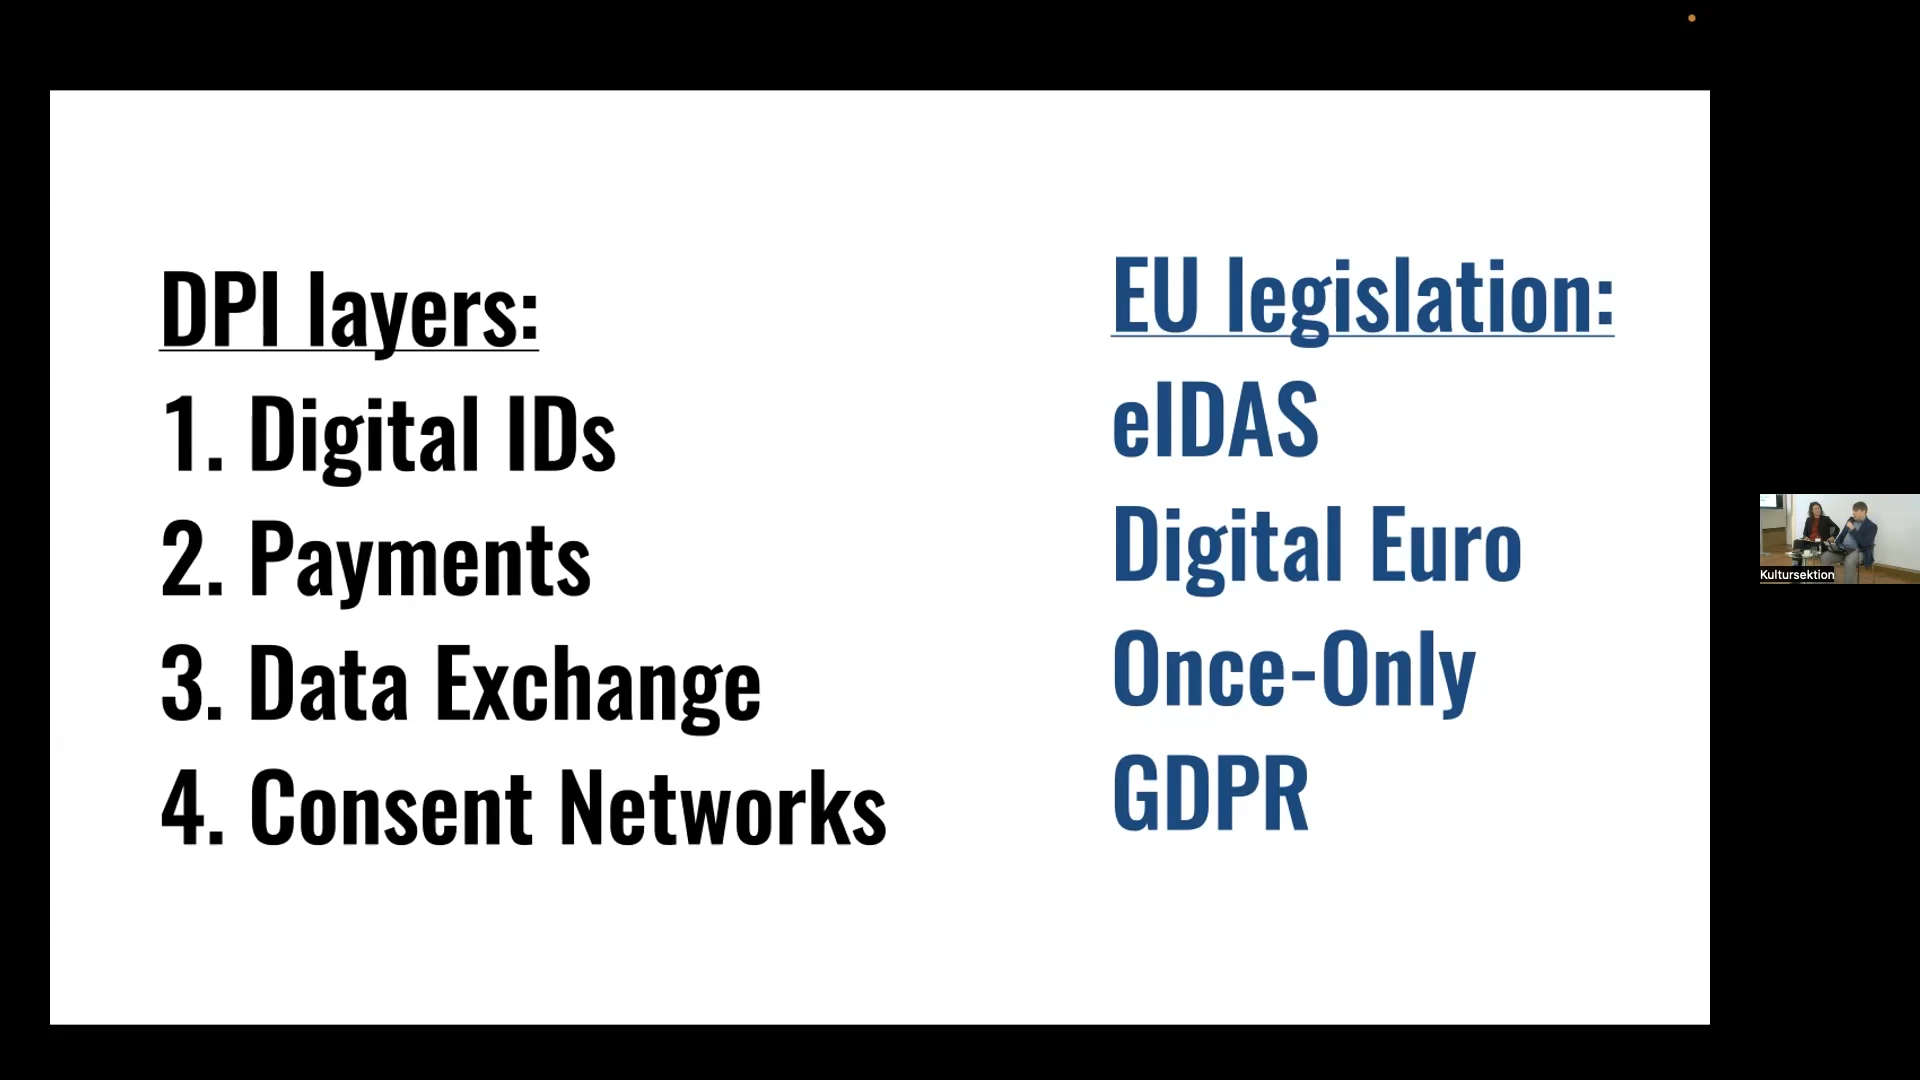 DPI layers:
1. Digital IDs
2. Payments
3. Data Exchange
4. Consent Networks
EU legislation:
eIDAS
Digital Euro
Once-Only
GDPR
Kultursektion